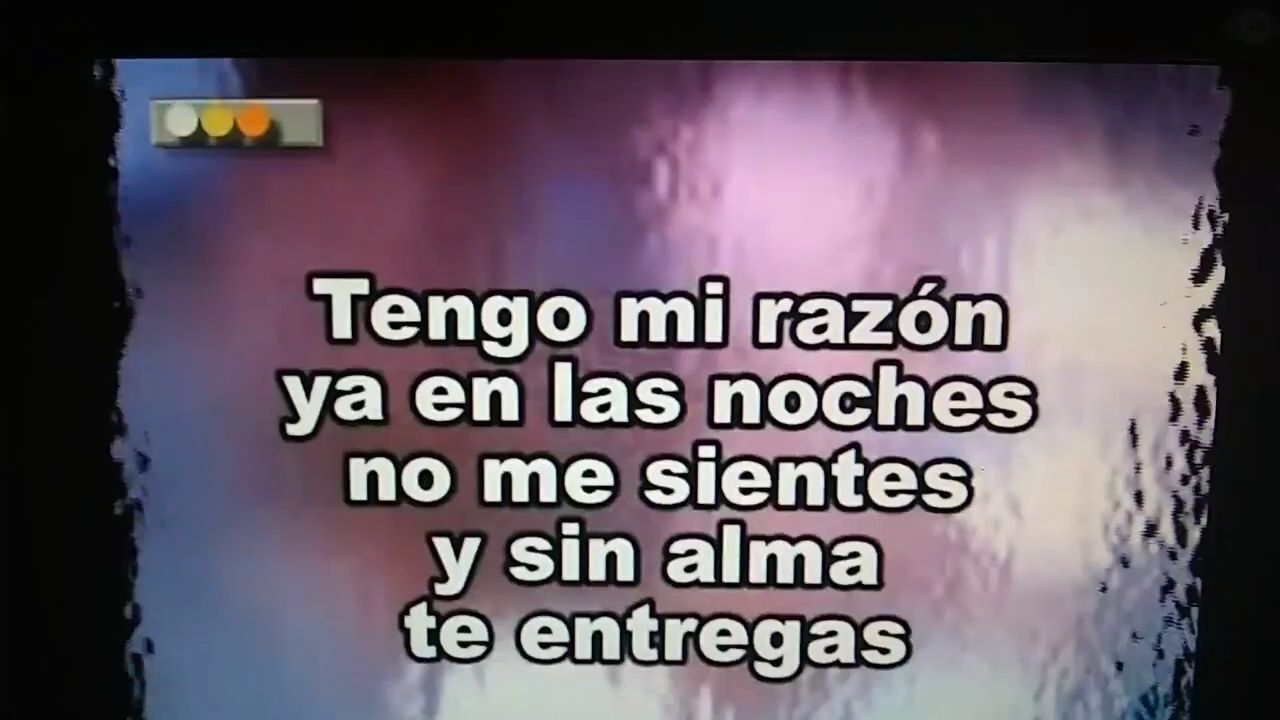 Tengo mi razón
ya en las noches
no me sientes
y sin alma
te entregas